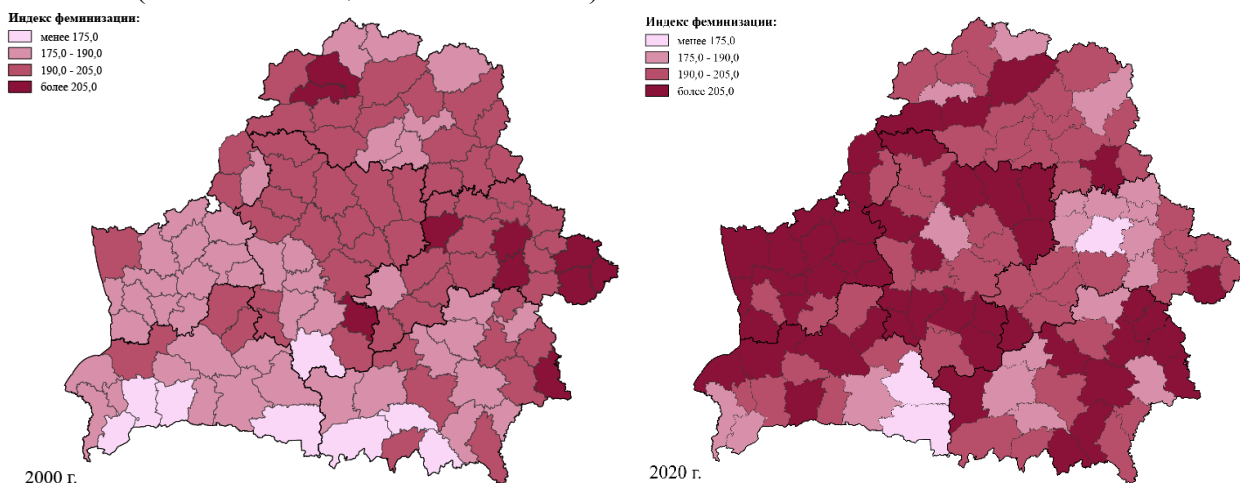 Индекс феминизации:
менее 175,0
175,0 - 190,0
190,0 - 205,0
более 205,0
2000 г.
Индекс феминизации:
менее 175,0
175,0 - 190,0
190,0 - 205,0
более 205,0
2020 г.